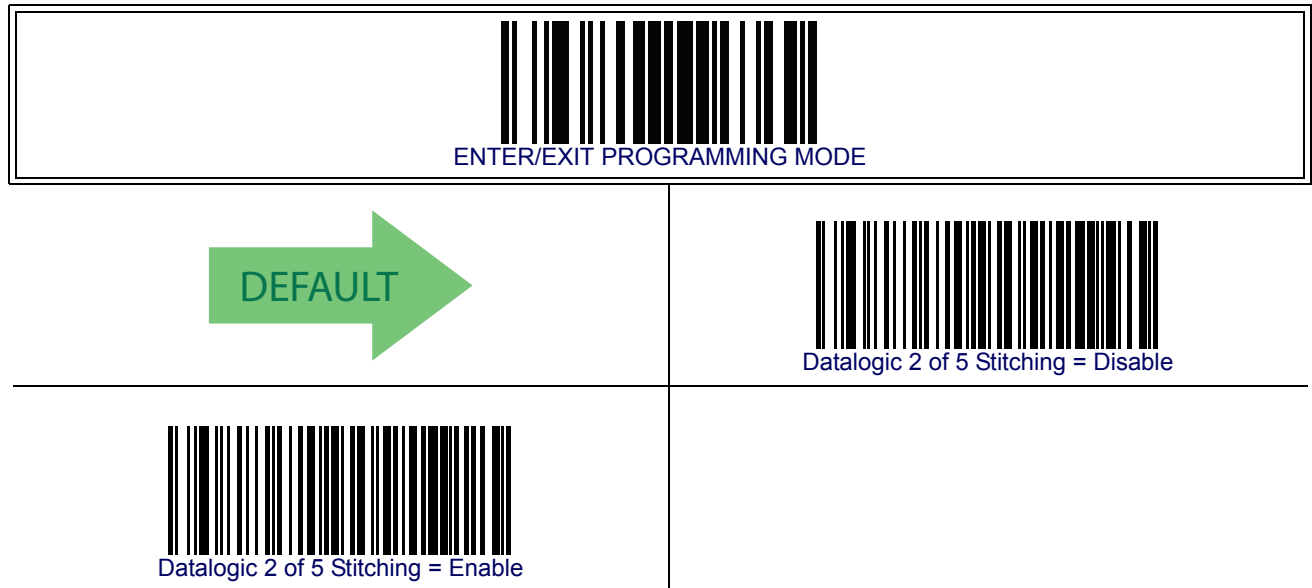 ENTER/EXIT PROGRAMMING MODE
DEFAULT
Datalogic 2 of 5 Stitching = Disable
Datalogic 2 of 5 Stitching = Enable